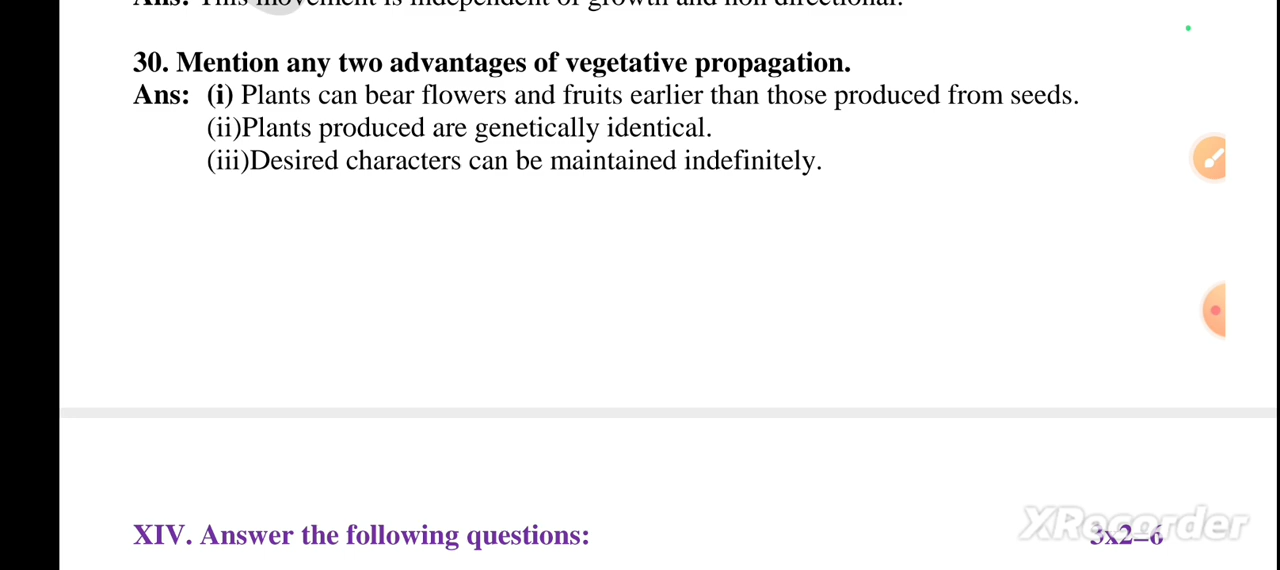 30. Mention any two advantages of vegetative propagation.
Ans: (i) Plants can bear flowers and fruits earlier than those produced from seeds.
(ii)Plants produced are genetically identical.
(iii)Desired characters can be maintained indefinitely.
XIV. Answer the following questions: 3x2=6
XRecorder